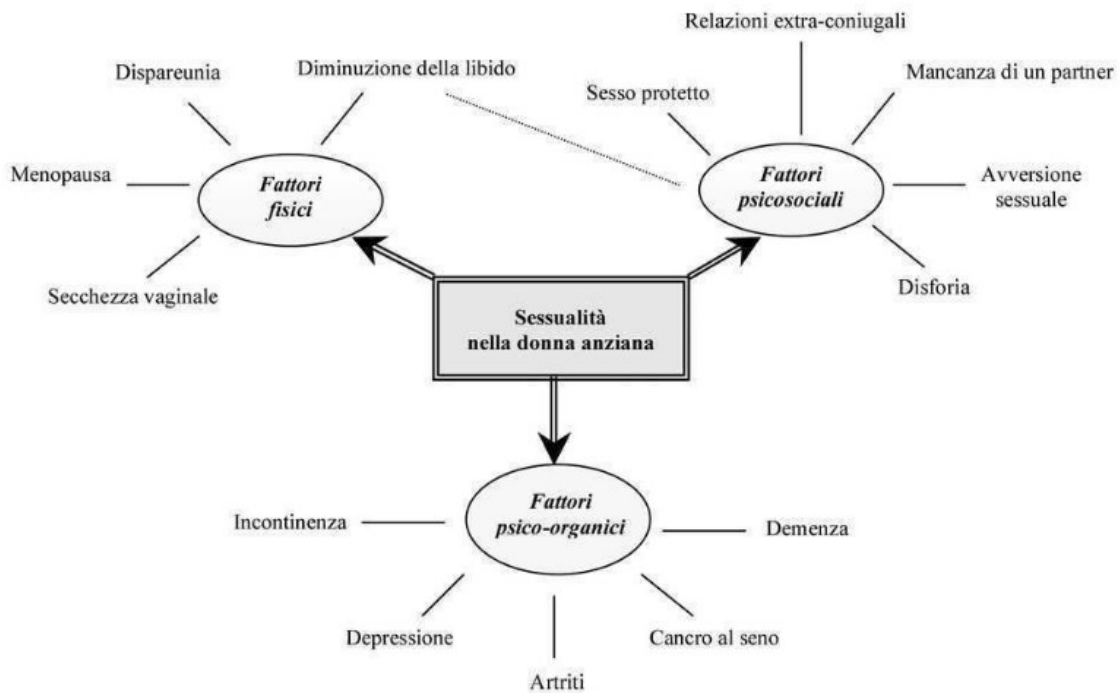 Relazioni extra-coniugali
Dispareunia
Diminuzione della libido
Mancanza di un partner
Sesso protetto
Menopausa
Fattori
fisici
Fattori
psicosociali
Avversione
sessuale
Secchezza vaginale
Disforia
Sessualità
nella donna anziana
Incontinenza
Fattori
psico-organici
Demenza
Depressione
Cancro al seno
Artriti